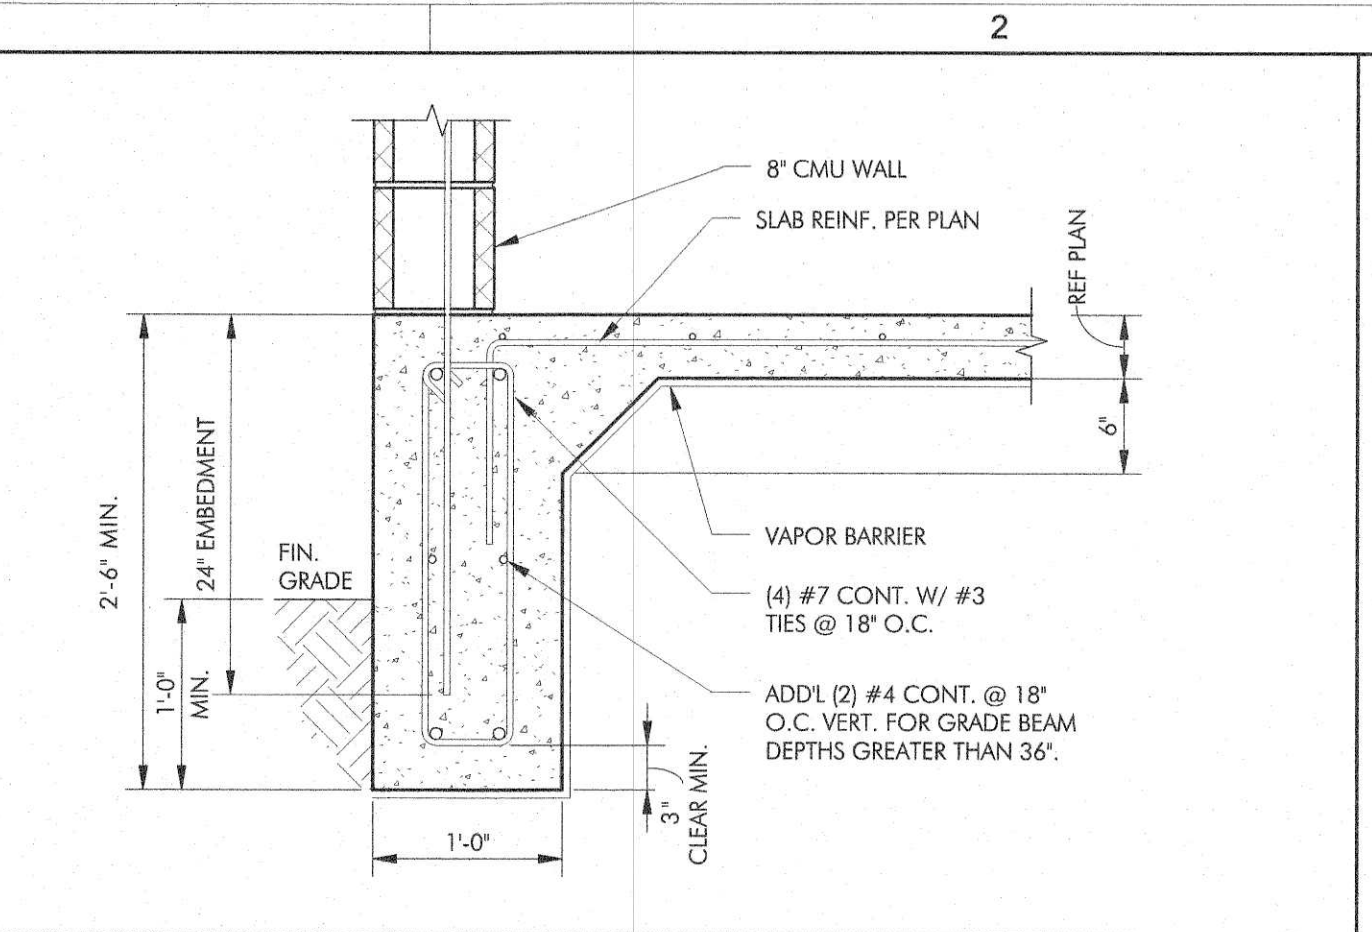 2
8" CMU WALL
SLAB REINF. PER PLAN
REF PLAN
6"
2'-6" MIN.
24" EMBEDMENT
FIN.
GRADE
1'-0"
MIN.
VAPOR BARRIER
(4) #7 CONT. W/ #3
TIES @ 18" O.C.
ADD'L (2) #4 CONT. @ 18"
O.C. VERT. FOR GRADE BEAM
DEPTHS GREATER THAN 36".
3"
CLEAR MIN.
1'-0"